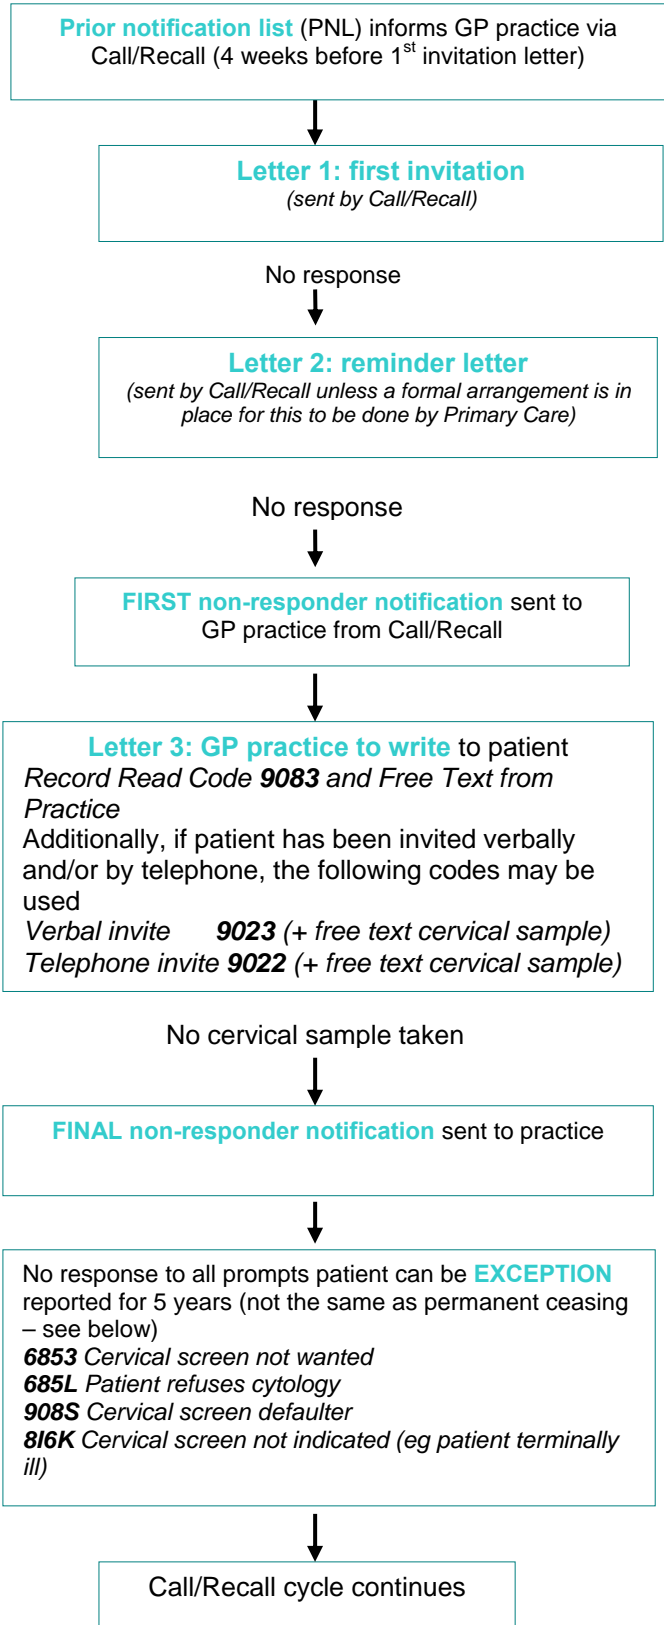 Prior notification list (PNL) informs GP practice via
Call/Recall (4 weeks before 1st invitation letter)
Letter 1: first invitation
(sent by Call/Recall)
No response
Letter 2: reminder letter
(sent by Call/Recall unless a formal arrangement is in
place for this to be done by Primary Care)
No response
FIRST non-responder notification sent to
GP practice from Call/Recall
Letter 3: GP practice to write to patient
Record Read Code 9083 and Free Text from
Practice
Additionally, if patient has been invited verbally
and/or by telephone, the following codes may be
used
Verbal invite 9023 (+ free text cervical sample)
Telephone invite 9022 (+ free text cervical sample)
No cervical sample taken
FINAL non-responder notification sent to practice
No response to all prompts patient can be EXCEPTION
reported for 5 years (not the same as permanent ceasing
– see below)
6853 Cervical screen not wanted
685L Patient refuses cytology
908S Cervical screen defaulter
8I6K Cervical screen not indicated (eg patient terminally
ill)
Call/Recall cycle continues